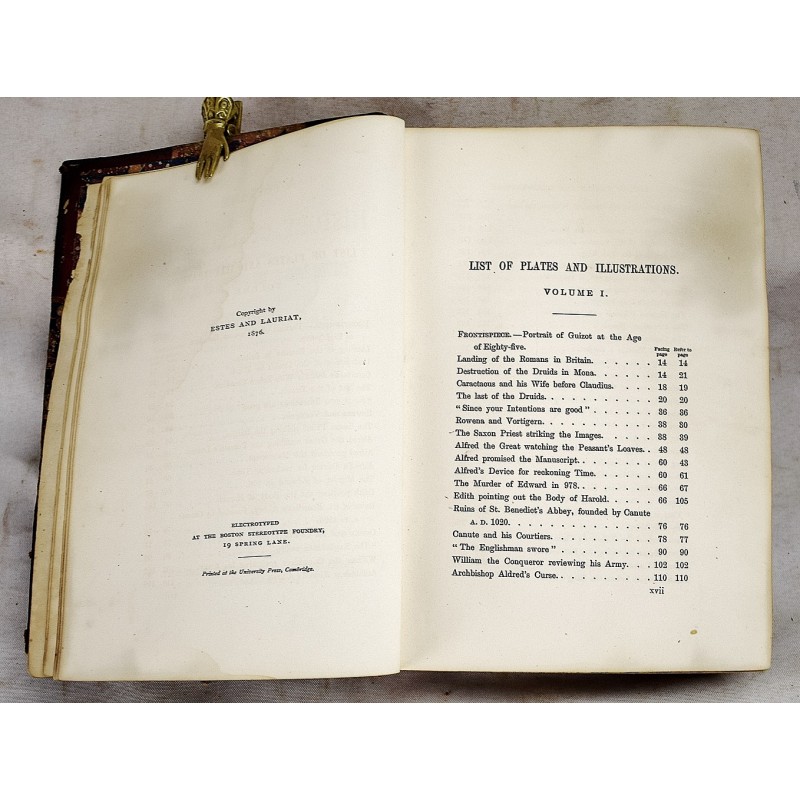 Copyright by
ESTES AND LAURIAT,
1876.
ELECTROTYPED
AT THE BOSTON STEREOTYPE FOUNDRY,
19 SPRING LANE.
Printed at the University Press, Cambridge.
LIST OF PLATES AND ILLUSTRATIONS.
VOLUME I.
FRONTISPIECE.—Portrait of Guizot at the Age
of Eighty-five.
Facing page Refer to page
Landing of the Romans in Britain. . . . . . . 14 14
Destruction of the Druids in Mona. . . . . . . 14 21
Caractacus and his Wife before Claudius. . . . . 18 19
The last of the Druids. . . . . . . . . . . 20 20
"Since your Intentions are good" . . . . . . . 36 36
Rowena and Vortigern. . . . . . . . . . . 38 30
The Saxon Priest striking the Images. . . . . . 38 39
Alfred the Great watching the Peasant's Loaves. . 48 48
Alfred promised the Manuscript. . . . . . . . 60 43
Alfred's Device for reckoning Time. . . . . . . 60 61
The Murder of Edward in 978. . . . . . . . . 66 67
Edith pointing out the Body of Harold. . . . . . 66 105
Ruins of St. Benedict's Abbey, founded by Canute
A. D. 1020. . . . . . . . . . . . . . 76 76
Canute and his Courtiers. . . . . . . . . . 78 77
"The Englishman swore" . . . . . . . . . . 90 90
William the Conqueror reviewing his Army. . . . 102 102
Archbishop Aldred's Curse. . . . . . . . . . 110 110
xvii